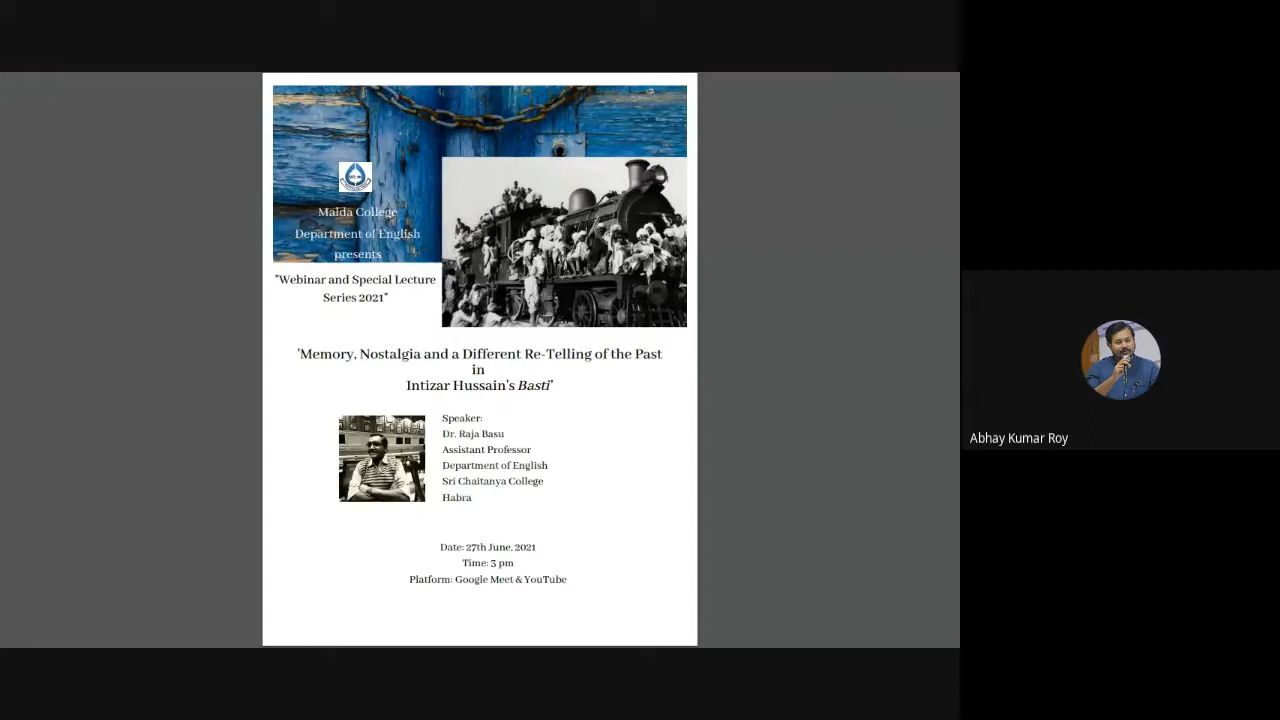 Malda College
Department of English
presents
"Webinar and Special Lecture
Series 2021"
'Memory, Nostalgia and a Different Re-Telling of the Past
in
Intizar Hussain's Basti'
Speaker:
Dr. Raja Basu
Assistant Professor
Department of English
Sri Chaitanya College
Habra
Date: 27th June, 2021
Time: 3 pm
Platform: Google Meet & YouTube
Abhay Kumar Roy